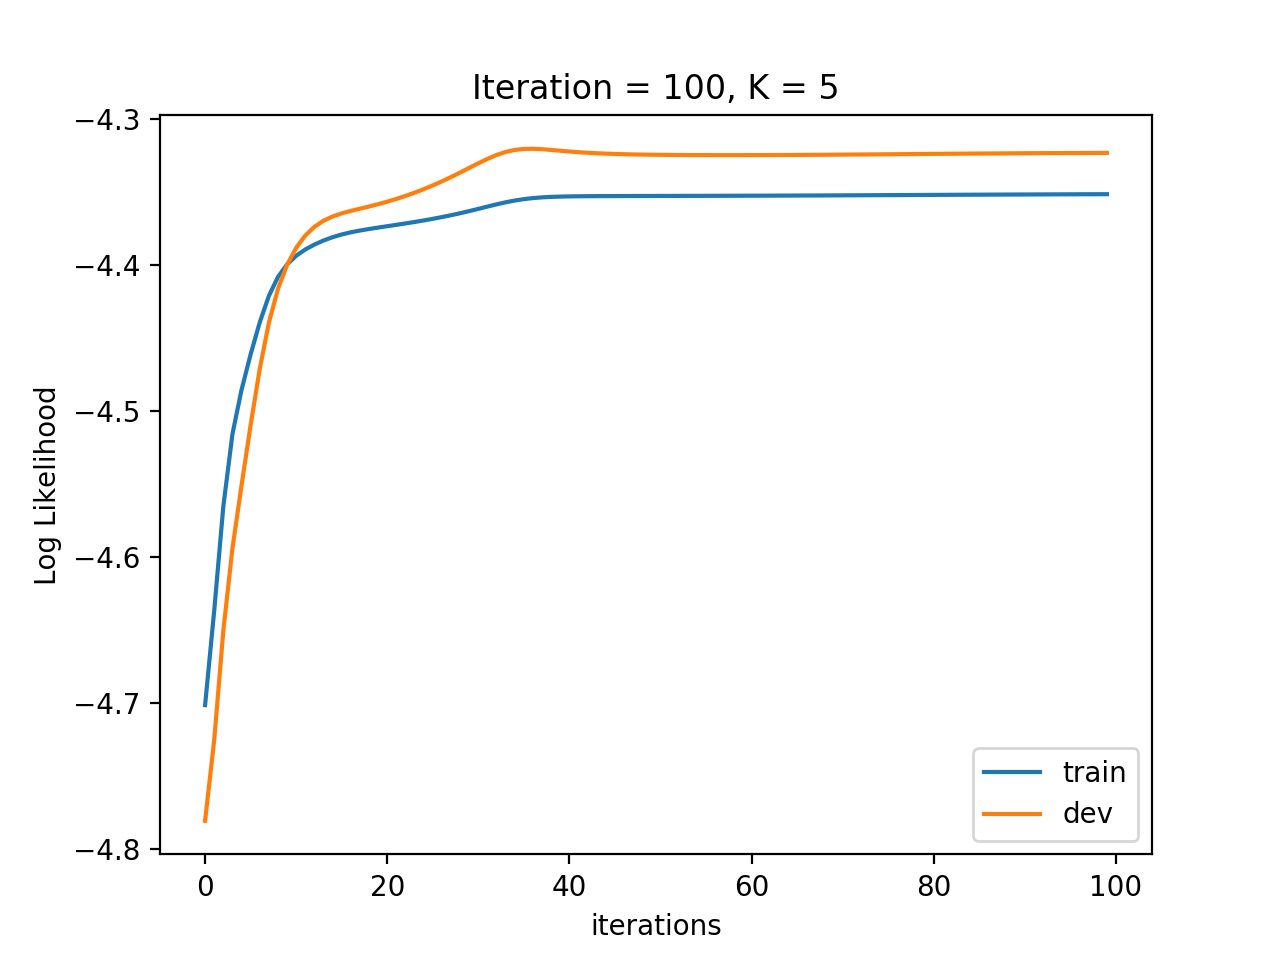 Iteration = 100, K = 5
−4.3
−4.4
−4.5
−4.6
−4.7
−4.8
Log Likelihood
0 20 40 60 80 100
iterations
train
dev